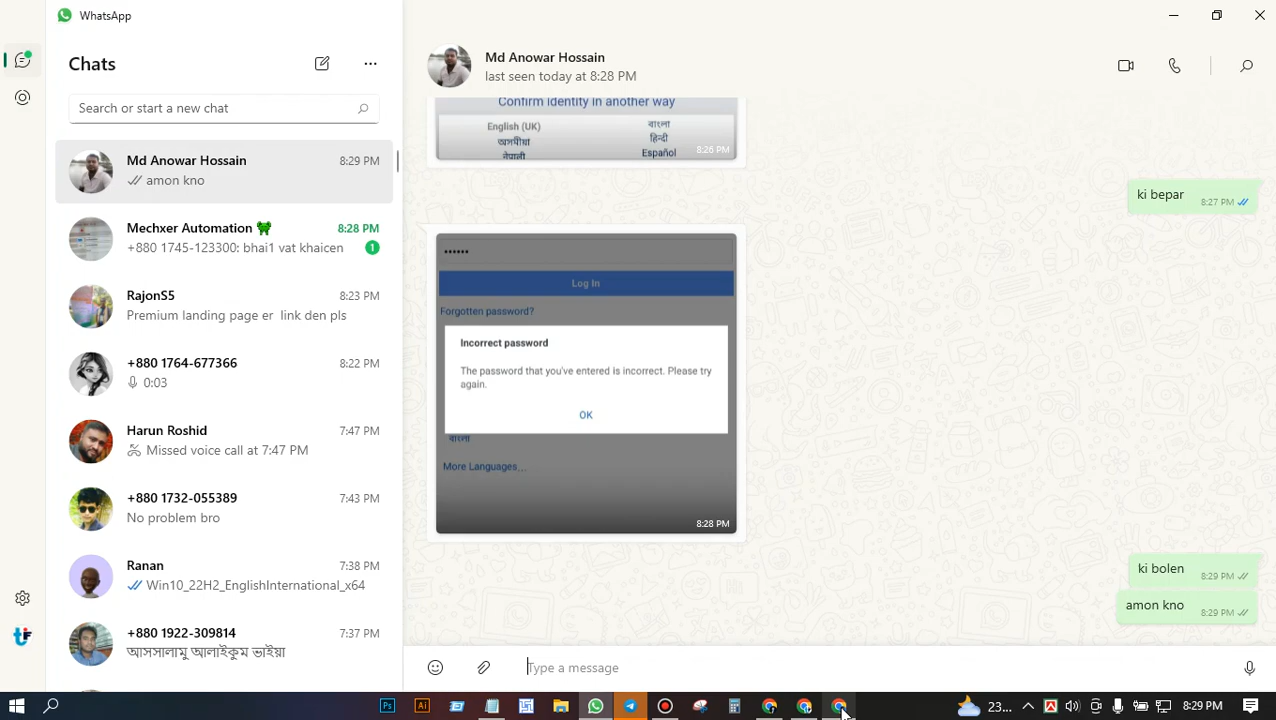 WhatsApp
Chats
Search or start a new chat
Md Anowar Hossain
8:29 PM
amon kno
Mechxer Automation
8:28 PM
+880 1745-123300: bhai1 vat khaicen
1
RajonS5
8:23 PM
Premium landing page er link den pls
+880 1764-677366
8:22 PM
0:03
Harun Roshid
7:47 PM
Missed voice call at 7:47 PM
+880 1732-055389
7:43 PM
No problem bro
Ranan
7:38 PM
Win10_22H2_EnglishInternational_x64
+880 1922-309814
7:37 PM
আসসালামু আলাইকুম ভাইয়া
Md Anowar Hossain
last seen today at 8:28 PM
Confirm identity in another way
English (UK)
বাংলা
অসমীয়া
हिन्दी
नेपाली
Español
8:26 PM
ki bepar
8:27 PM
Log In
Forgotten password?
Incorrect password
The password that you've entered is incorrect. Please try
again.
OK
বাংলা
More Languages...
8:28 PM
ki bolen
8:29 PM
amon kno
8:29 PM
Type a message
Ps
Ai
23...
8:29 PM